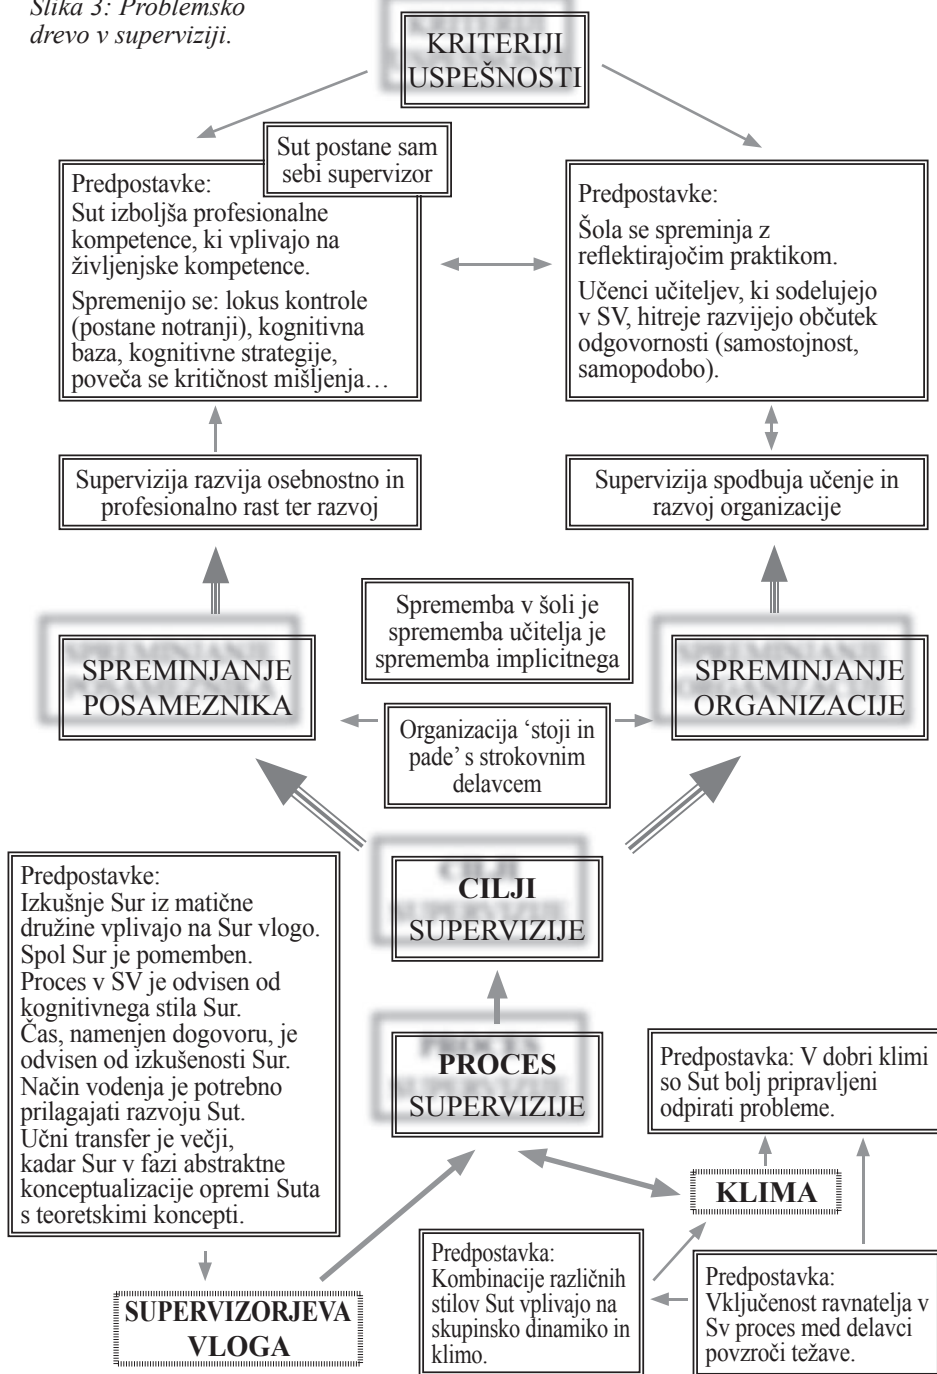 Slika 3: Problemsko
drevo v superviziji.
KRITERIJI
USPEŠNOSTI
Sut postane sam
sebi supervizor
Predpostavke:
Sut izboljša profesionalne
kompetence, ki vplivajo na
življenjske kompetence.
Spremenijo se: lokus kontrole
(postane notranji), kognitivna
baza, kognitivne strategije,
poveča se kritičnost mišljenja…
Predpostavke:
Šola se spreminja z
reflektirajočim praktikom.
Učenci učiteljev, ki sodelujejo
v SV, hitreje razvijejo občutek
odgovornosti (samostojnost,
samopodobo).
Supervizija razvija osebnostno in
profesionalno rast ter razvoj
Supervizija spodbuja učenje in
razvoj organizacije
Sprememba v šoli je
sprememba učitelja je
sprememba implicitnega
SPREMINJANJE
POSAMEZNIKA
SPREMINJANJE
ORGANIZACIJE
Organizacija ‘stoji in
pade’ s strokovnim
delavcem
CILJI
SUPERVIZIJE
Predpostavke:
Izkušnje Sur iz matične
družine vplivajo na Sur vlogo.
Spol Sur je pomemben.
Proces v SV je odvisen od
kognitivnega stila Sur.
Čas, namenjen dogovoru, je
odvisen od izkušenosti Sur.
Način vodenja je potrebno
prilagajati razvoju Sut.
Učni transfer je večji,
kadar Sur v fazi abstraktne
konceptualizacije opremi Suta
s teoretskimi koncepti.
PROCES
SUPERVIZIJE
Predpostavka: V dobri klimi
so Sut bolj pripravljeni
odpirati probleme.
KLIMA
SUPERVIZORJEVA
VLOGA
Predpostavka:
Kombinacije različnih
stilov Sut vplivajo na
skupinsko dinamiko in
klimo.
Predpostavka:
Vključenost ravnatelja v
Sv proces med delavci
povzroči težave.